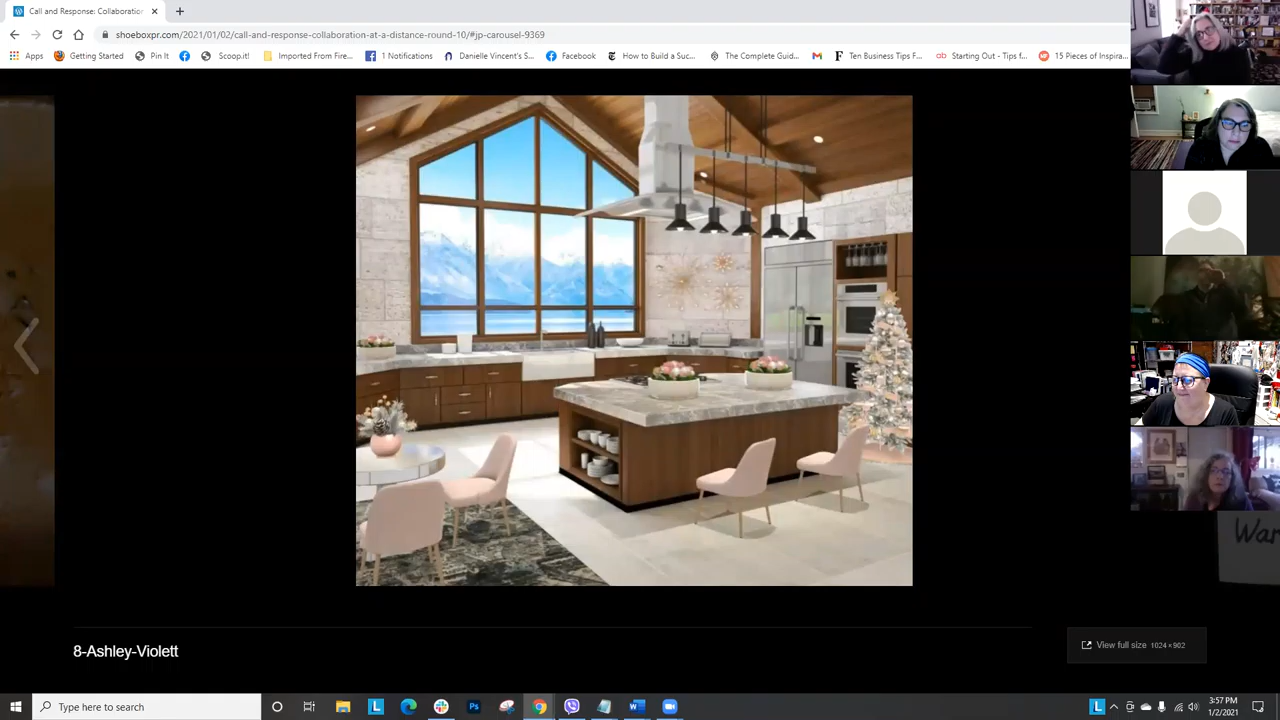 Call and Response: Collaboratio
shoeboxpr.com/2021/01/02/call-and-response-collaboration-at-a-distance-round-10/#jp-carousel-9369
Apps Getting Started Pin It Scoop.it! Imported From Fire... 1 Notifications Danielle Vincent's S... Facebook How to Build a Suc... The Complete Guid... Ten Business Tips F... Starting Out - Tips f... 15 Pieces of Inspira...
War
8-Ashley-Violett
View full size 1024×902
Type here to search
3:57 PM
1/2/2021